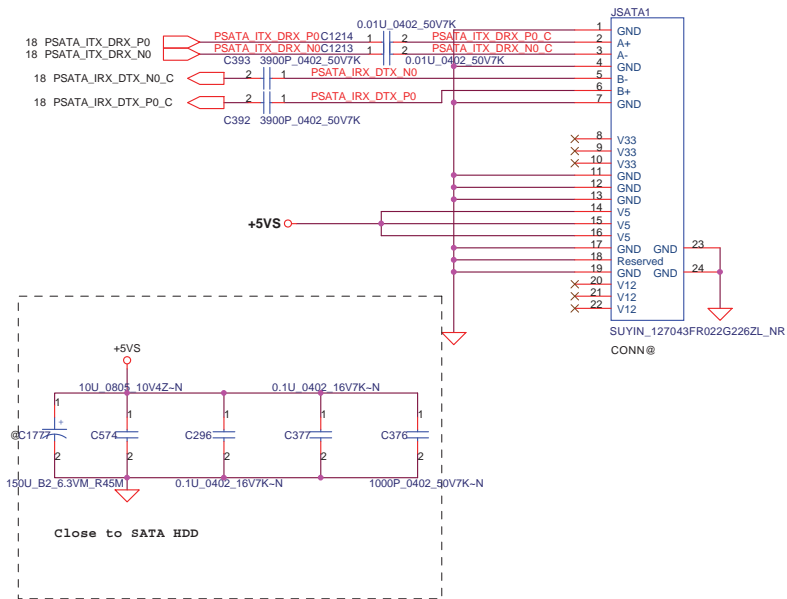 JSATA1
0.01U_0402_50V7K
18 PSATA_ITX_DRX_P0
PSATA_ITX_DRX_P0 C1214 1 2 PSATA_ITX_DRX_P0_C
18 PSATA_ITX_DRX_N0
PSATA_ITX_DRX_N0 C1213 1 2 PSATA_ITX_DRX_N0_C
C393 3900P_0402_50V7K
0.01U_0402_50V7K
18 PSATA_IRX_DTX_N0_C
2 1 PSATA_IRX_DTX_N0
18 PSATA_IRX_DTX_P0_C
2 1 PSATA_IRX_DTX_P0
C392 3900P_0402_50V7K
1 GND
2 A+
3 A-
4 GND
5 B-
6 B+
7 GND
8 V33
9 V33
10 V33
11 GND
12 GND
13 GND
14 V5
15 V5
16 V5
17 GND GND 23
18 Reserved
19 GND GND 24
20 V12
21 V12
22 V12
+5VS
SUYIN_127043FR022G226ZL_NR
CONN@
+5VS
10U_0805_10V4Z~N
0.1U_0402_16V7K~N
1 1 1 1 1
@C1777 + C574 C296 C377 C376
2 2 2 2 2
150U_B2_6.3VM_R45M
0.1U_0402_16V7K~N
1000P_0402_50V7K~N
Close to SATA HDD